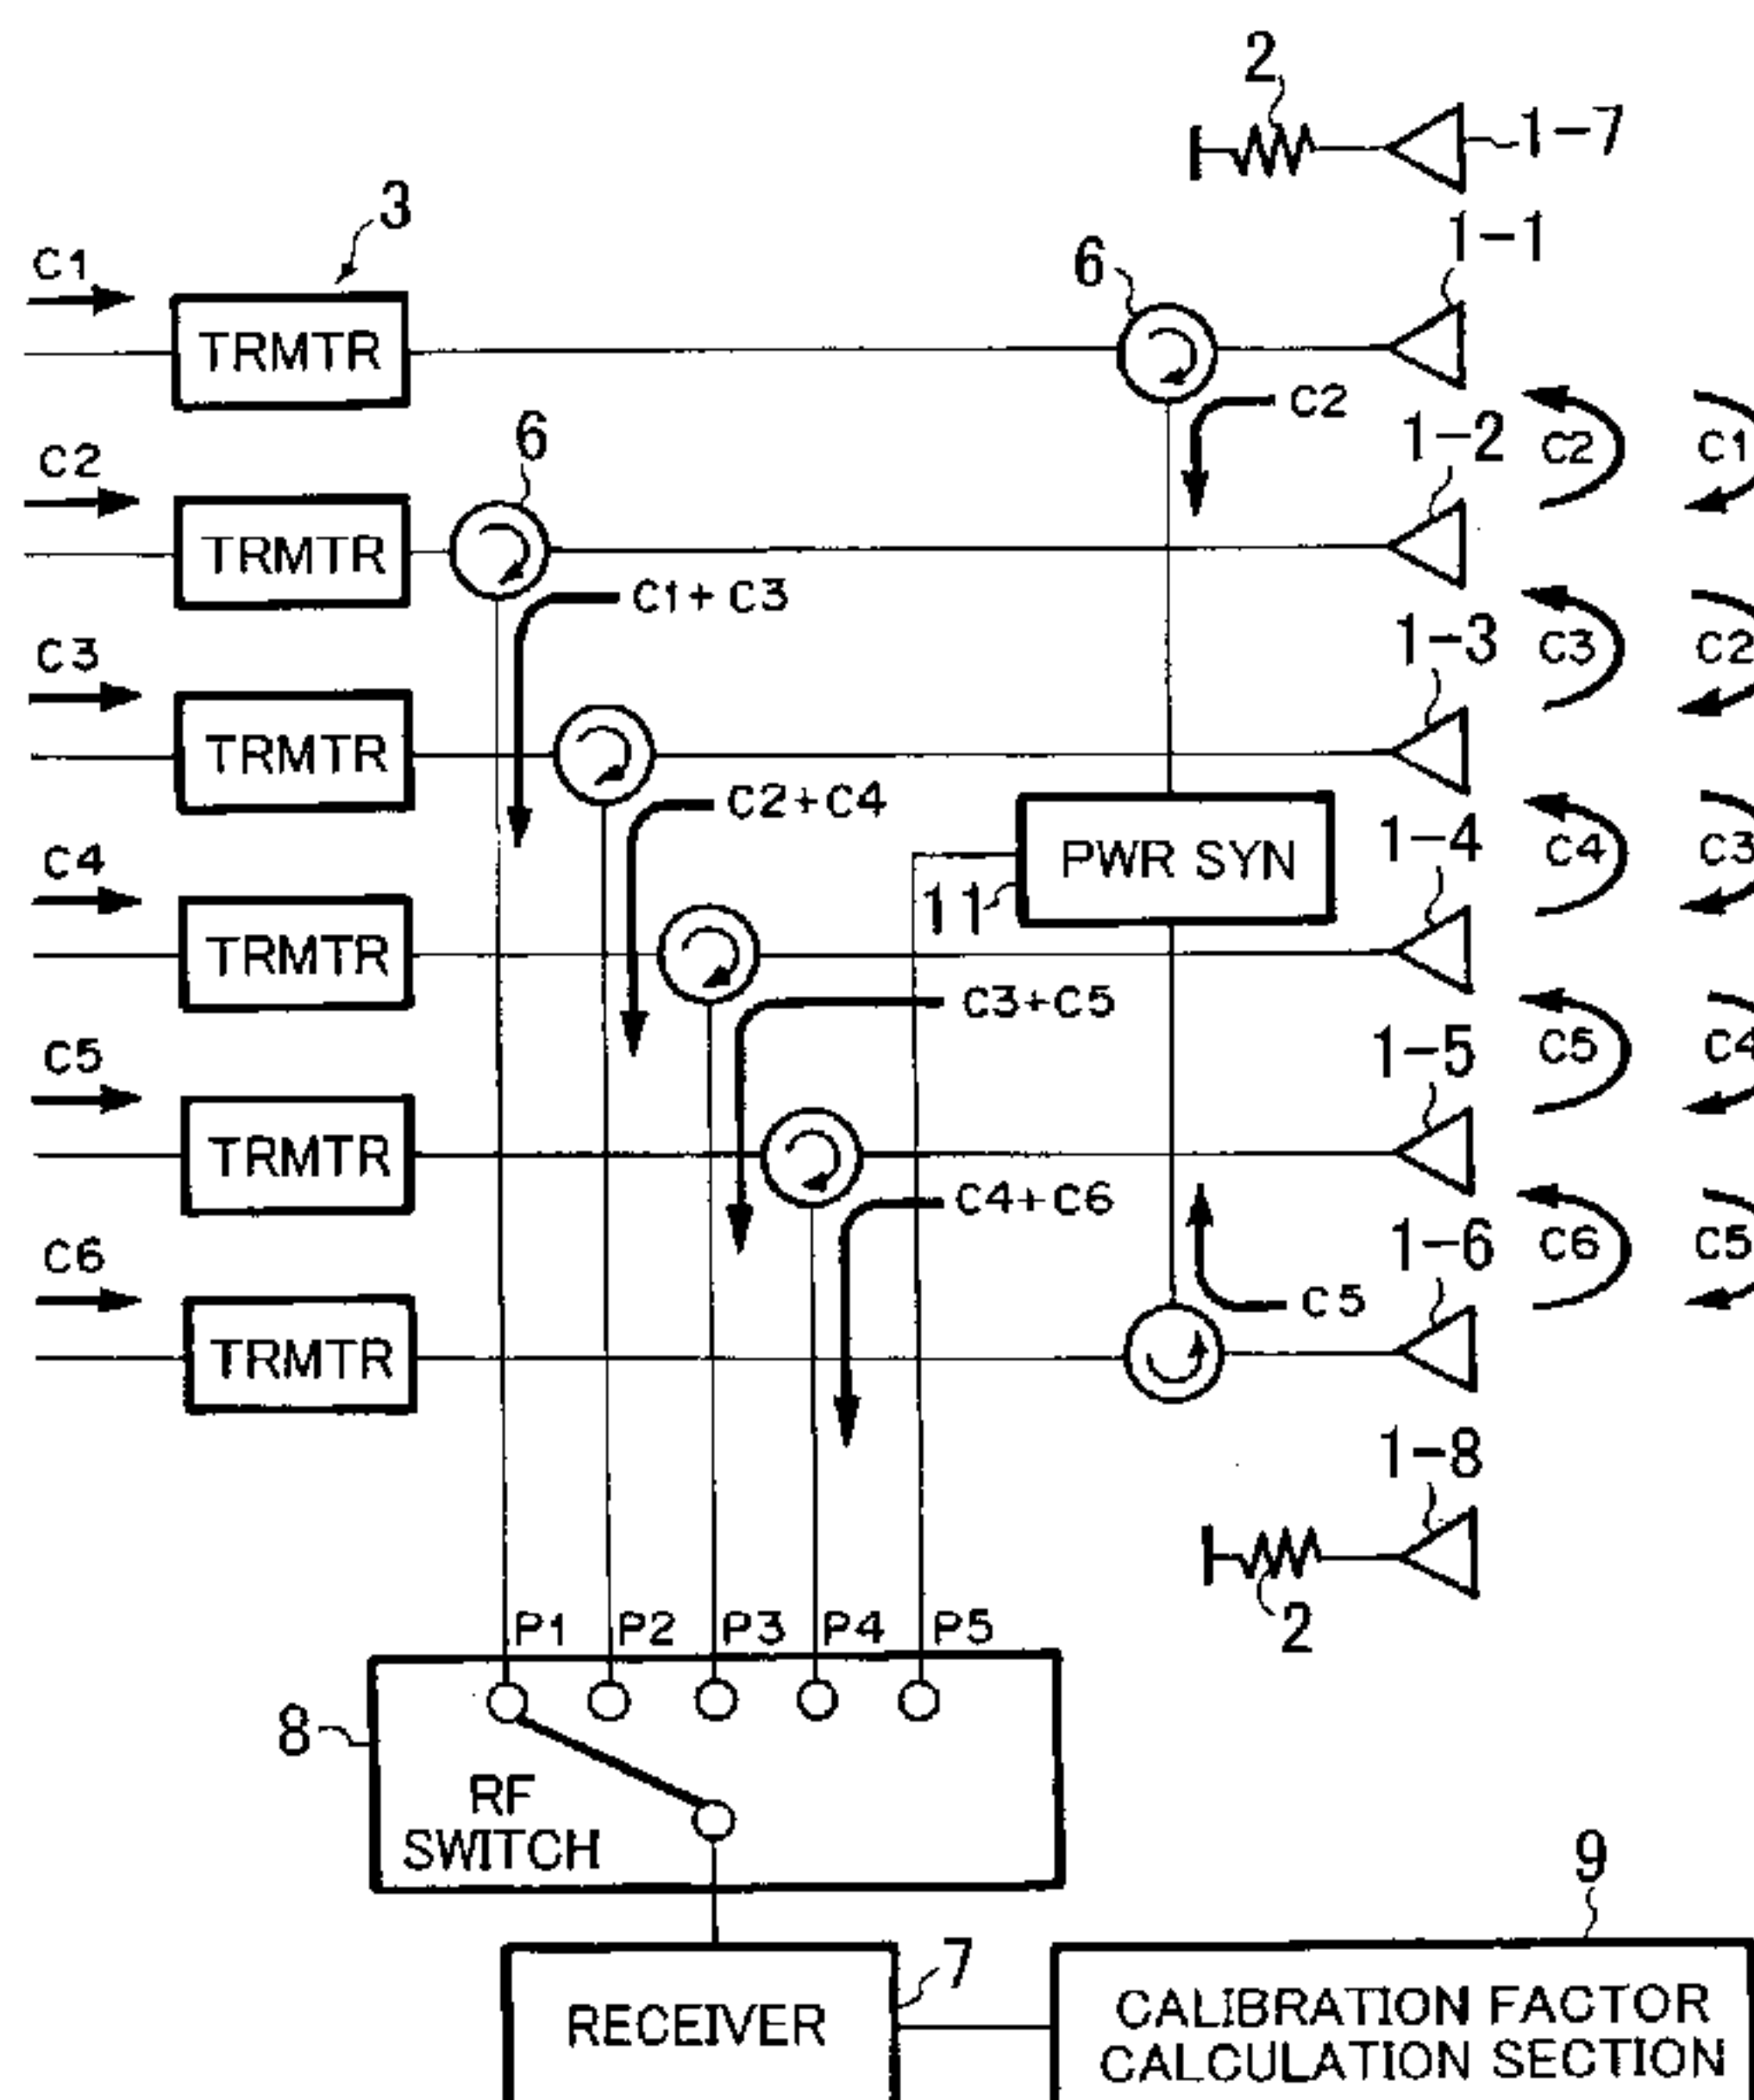 2
1-7
3
1-1
C1
6
TRMTR
C2
1-2
C2
C1
C2
6
TRMTR
C1+C3
1-3
C3
C2
C3
TRMTR
C2+C4
1-4
C4
C3
PWR SYN
11
C4
TRMTR
C3+C5
1-5
C5
C4
C5
TRMTR
C4+C6
1-6
C6
C5
C6
C5
TRMTR
1-8
2
P1 P2 P3 P4 P5
8
RF
SWITCH
9
7
RECEIVER
CALIBRATION FACTOR
CALCULATION SECTION